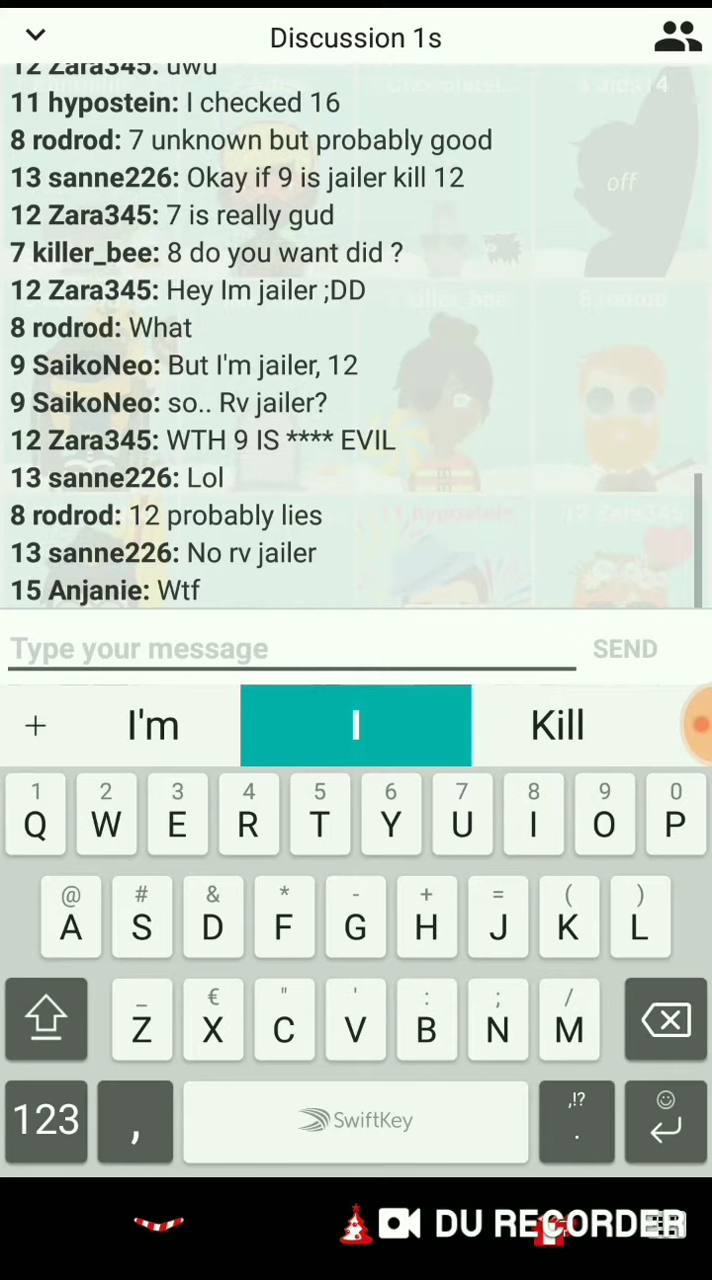 Discussion 1s
12 Zara345: uwu
11 hypostein: I checked 16
8 rodrod: 7 unknown but probably good
13 sanne226: Okay if 9 is jailer kill 12
off
12 Zara345: 7 is really gud
7 killer_bee: 8 do you want did ?
12 Zara345: Hey Im jailer ;DD
8 rodrod: What
9 SaikoNeo: But I'm jailer, 12
9 SaikoNeo: so.. Rv jailer?
12 Zara345: WTH 9 IS **** EVIL
13 sanne226: Lol
8 rodrod: 12 probably lies
13 sanne226: No rv jailer
15 Anjanie: Wtf
Type your message SEND
+ I'm I Kill
1 2 3 4 5 6 7 8 9 0
Q W E R T Y U I O P
@ # & * - + = ( )
A S D F G H J K L
_ € " ' : ; /
Z X C V B N M
123 , SwiftKey ,!? .
DU RECORDER